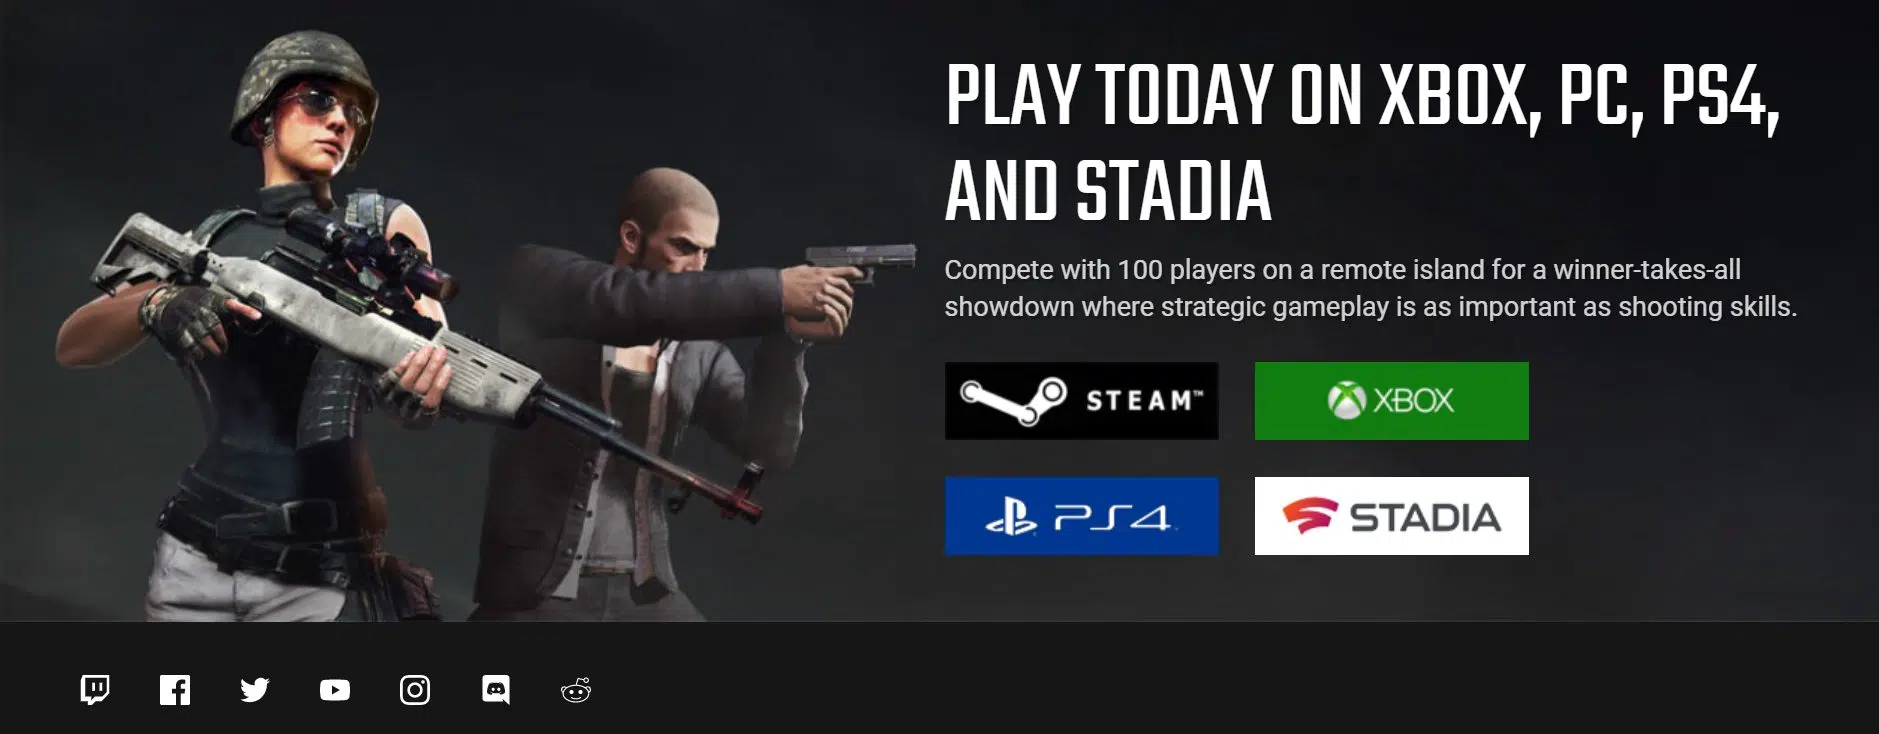 PLAY TODAY ON XBOX, PC, PS4,
AND STADIA
Compete with 100 players on a remote island for a winner-takes-all
showdown where strategic gameplay is as important as shooting skills.
STEAM™
XBOX
PS4
STADIA